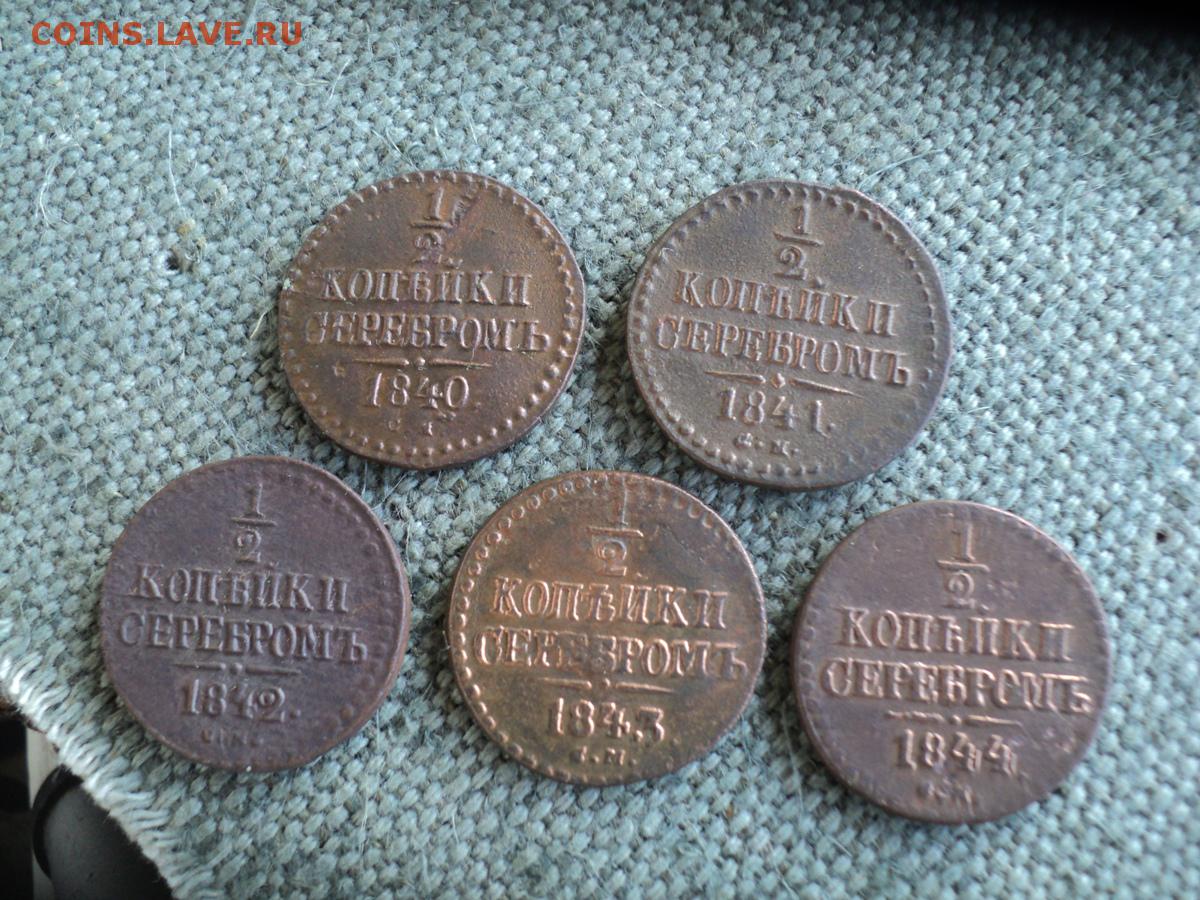 COINS.LAVE.RU
1
2.
КОПѢЙКИ
СЕРЕБРОМЪ
1840.
1
2.
КОПѢЙКИ
СЕРЕБРОМЪ
1841.
С.М.
1
2.
КОПѢЙКИ
СЕРЕБРОМЪ
1842.
1
2.
КОПѢЙКИ
СЕРЕБРОМЪ
1843.
С.М.
1
2.
КОПѢЙКИ
СЕРЕБРОМЪ
1844.